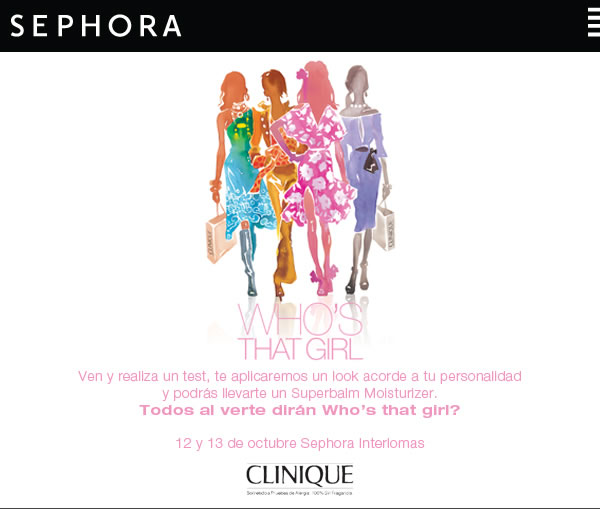 SEPHORA
CLINIQUE
CLINIQUE
WHO'S
THAT GIRL
Ven y realiza un test, te aplicaremos un look acorde a tu personalidad
y podrás llevarte un Superbalm Moisturizer.
Todos al verte dirán Who's that girl?
12 y 13 de octubre Sephora Interlomas
CLINIQUE
Sometido a Pruebas de Alergia. 100% Sin Fragancia.